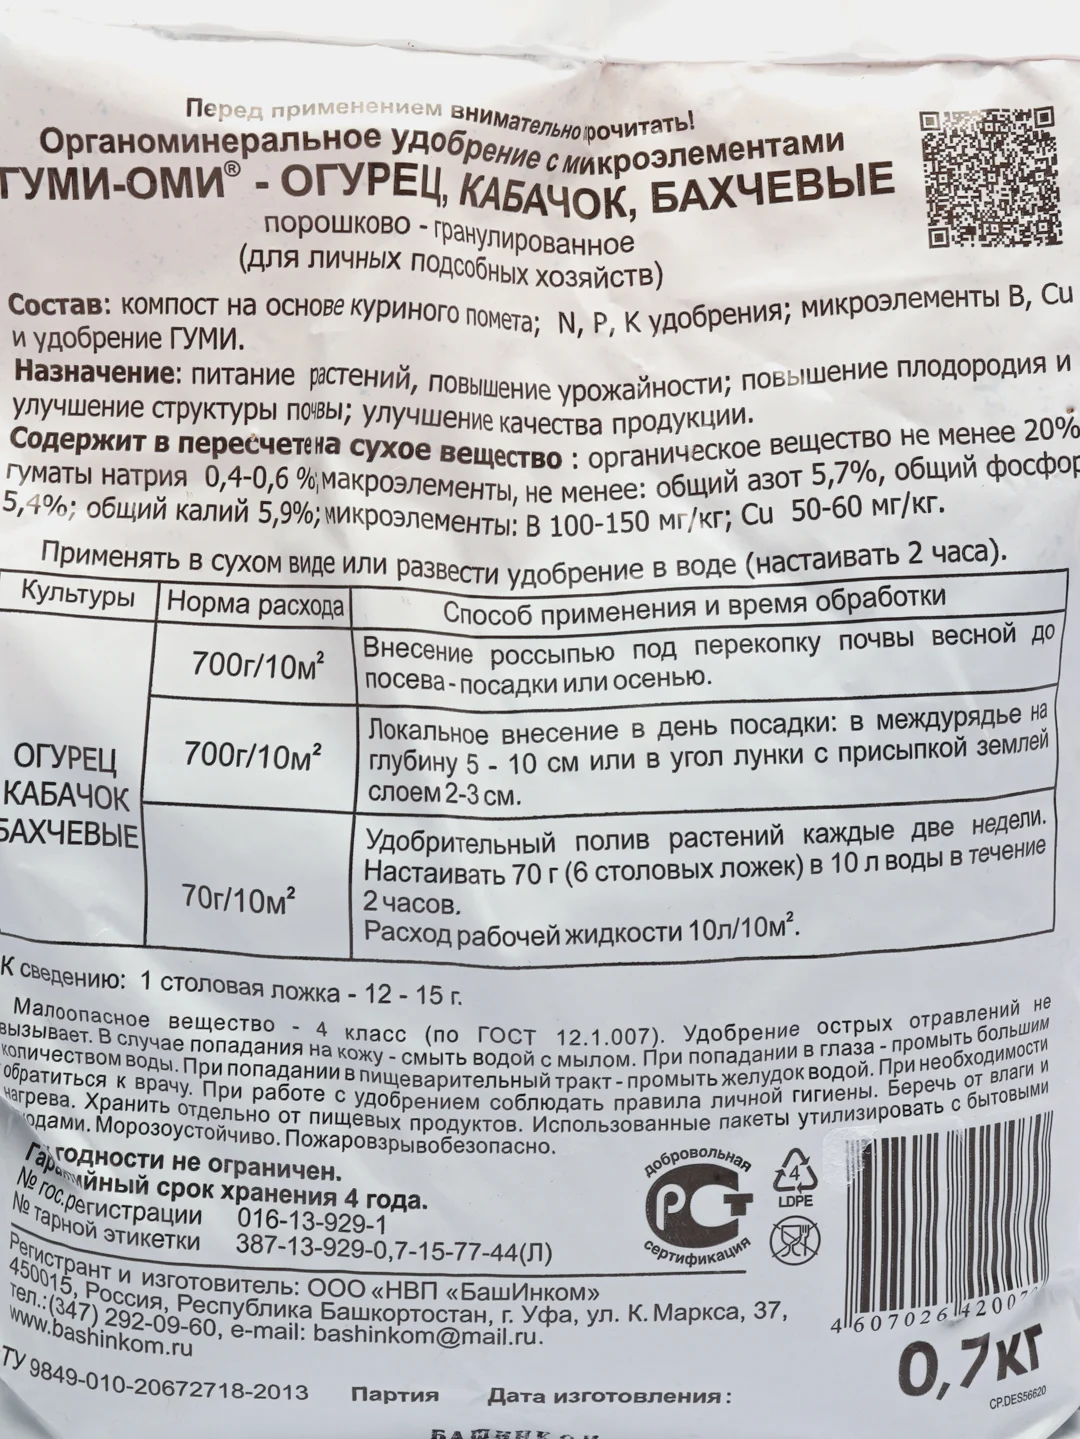 Перед применением внимательно прочитать!
Органоминеральное удобрение с микроэлементами
ГУМИ-ОМИ® - ОГУРЕЦ, КАБАЧОК, БАХЧЕВЫЕ
порошково - гранулированное
(для личных подсобных хозяйств)
Состав: компост на основе куриного помета; N, P, K удобрения; микроэлементы B, Cu
и удобрение ГУМИ.
Назначение: питание растений, повышение урожайности; повышение плодородия и
улучшение структуры почвы; улучшение качества продукции.
Содержит в пересчете на сухое вещество : органическое вещество не менее 20%
гуматы натрия 0,4-0,6 %; макроэлементы, не менее: общий азот 5,7%, общий фосфор
5,4%; общий калий 5,9%; микроэлементы: B 100-150 мг/кг; Cu 50-60 мг/кг.
Применять в сухом виде или развести удобрение в воде (настаивать 2 часа).
Культуры Норма расхода Способ применения и время обработки
ОГУРЕЦ
КАБАЧОК
БАХЧЕВЫЕ
700г/10м²
Внесение россыпью под перекопку почвы весной до
посева - посадки или осенью.
700г/10м²
Локальное внесение в день посадки: в междурядье на
глубину 5 - 10 см или в угол лунки с присыпкой землей
слоем 2-3 см.
70г/10м²
Удобрительный полив растений каждые две недели.
Настаивать 70 г (6 столовых ложек) в 10 л воды в течение
2 часов.
Расход рабочей жидкости 10л/10м².
К сведению: 1 столовая ложка - 12 - 15 г.
Малоопасное вещество - 4 класс (по ГОСТ 12.1.007). Удобрение острых отравлений не
вызывает. В случае попадания на кожу - смыть водой с мылом. При попадании в глаза - промыть большим
количеством воды. При попадании в пищеварительный тракт - промыть желудок водой. При необходимости
обратиться к врачу. При работе с удобрением соблюдать правила личной гигиены. Беречь от влаги и
нагрева. Хранить отдельно от пищевых продуктов. Использованные пакеты утилизировать с бытовыми
одами. Морозоустойчиво. Пожаровзрывобезопасно.
годности не ограничен.
срок хранения 4 года.
№ гос.регистрации 016-13-929-1
№ тарной этикетки 387-13-929-0,7-15-77-44(Л)
добровольная
РСТ
сертификация
4
LDPE
Регистрант и изготовитель: ООО «НВП «БашИнком»
450015, Россия, Республика Башкортостан, г. Уфа, ул. К. Маркса, 37,
тел.:(347) 292-09-60, e-mail: bashinkom@mail.ru.
www.bashinkom.ru
4 607026 42007
0,7кг
CP.DES56620
ТУ 9849-010-20672718-2013 Партия Дата изготовления: